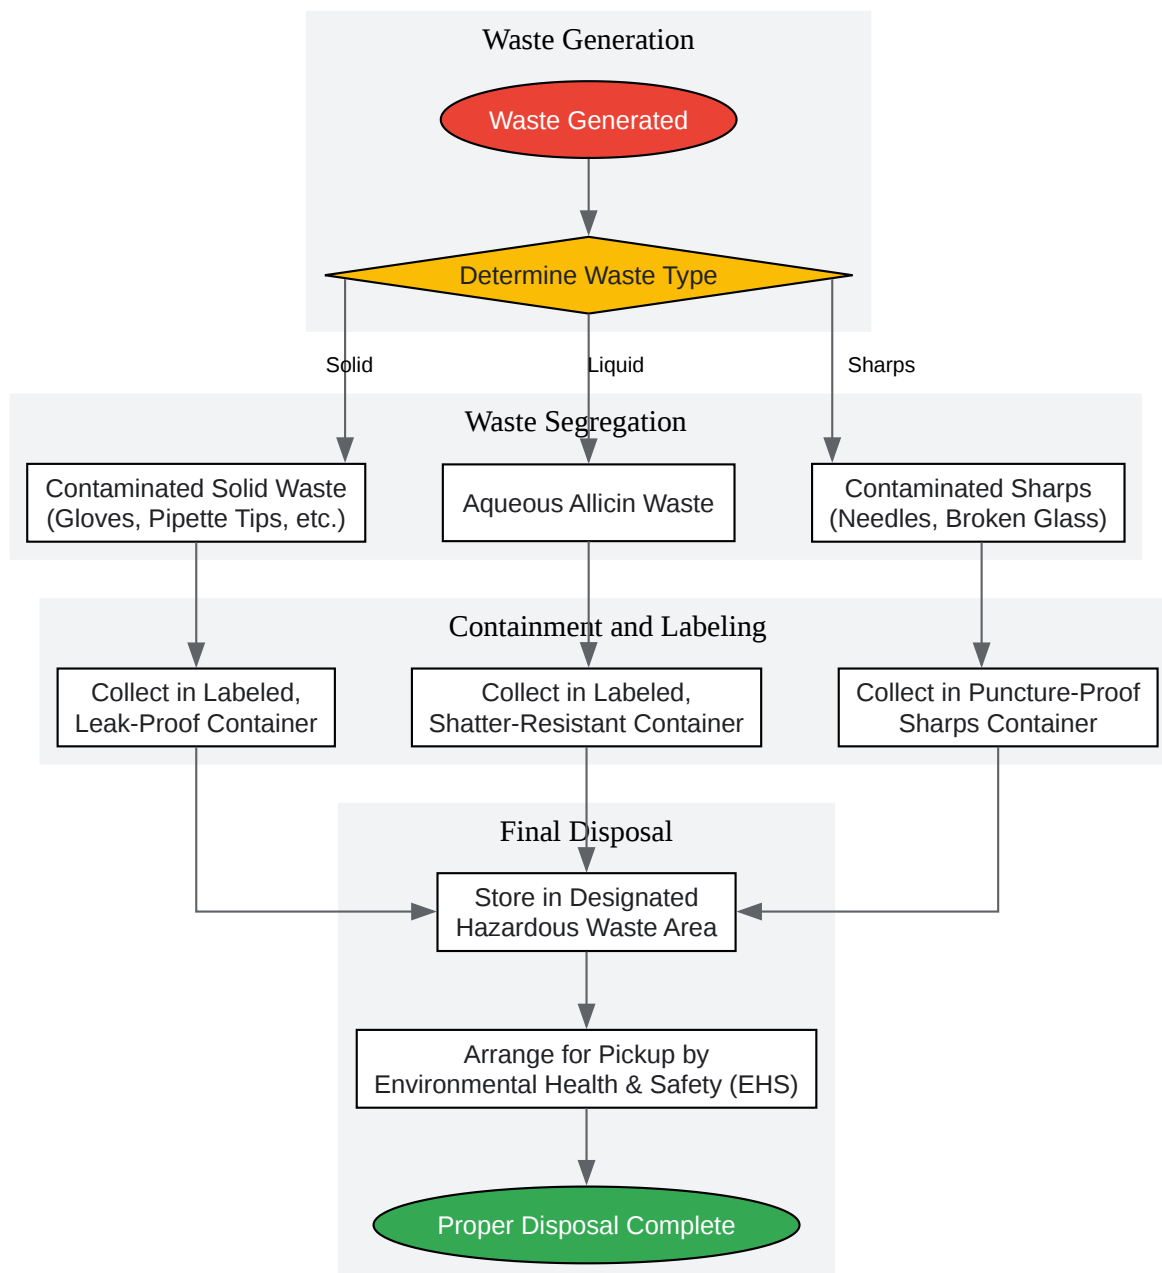 Waste Generation
Waste Generated
Determine Waste Type
Solid
Liquid
Sharps
Waste Segregation
Contaminated Solid Waste
(Gloves, Pipette Tips, etc.)
Aqueous Allicin Waste
Contaminated Sharps
(Needles, Broken Glass)
Containment and Labeling
Collect in Labeled,
Leak-Proof Container
Collect in Labeled,
Shatter-Resistant Container
Collect in Puncture-Proof
Sharps Container
Final Disposal
Store in Designated
Hazardous Waste Area
Arrange for Pickup by
Environmental Health & Safety (EHS)
Proper Disposal Complete